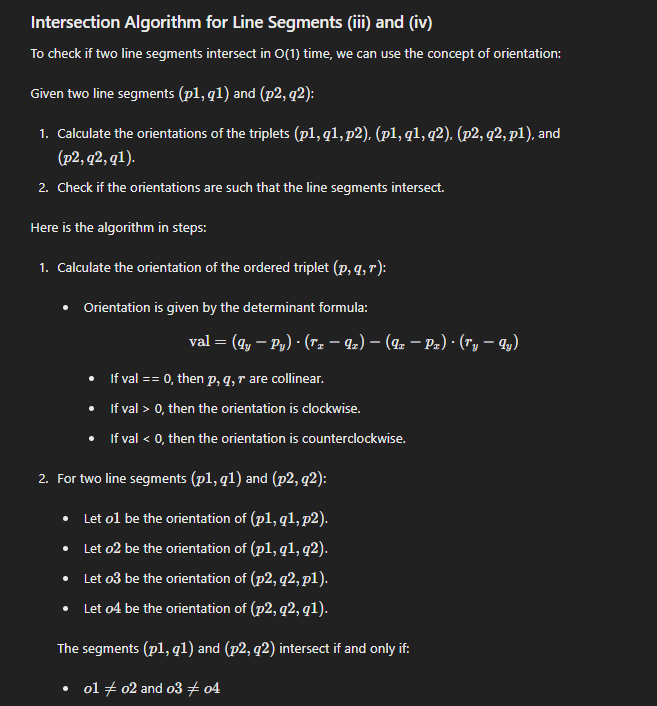 Intersection Algorithm for Line Segments (iii) and (iv)
To check if two line segments intersect in O(1) time, we can use the concept of orientation:
Given two line segments (p1, q1) and (p2, q2):
1. Calculate the orientations of the triplets (p1, q1, p2), (p1, q1, q2), (p2, q2, p1), and
(p2, q2, q1).
2. Check if the orientations are such that the line segments intersect.
Here is the algorithm in steps:
1. Calculate the orientation of the ordered triplet (p, q, r):
• Orientation is given by the determinant formula:
val = (q_y − p_y) · (r_x − q_x) − (q_x − p_x) · (r_y − q_y)
• If val == 0, then p, q, r are collinear.
• If val > 0, then the orientation is clockwise.
• If val < 0, then the orientation is counterclockwise.
2. For two line segments (p1, q1) and (p2, q2):
• Let o1 be the orientation of (p1, q1, p2).
• Let o2 be the orientation of (p1, q1, q2).
• Let o3 be the orientation of (p2, q2, p1).
• Let o4 be the orientation of (p2, q2, q1).
The segments (p1, q1) and (p2, q2) intersect if and only if:
• o1 ≠ o2 and o3 ≠ o4